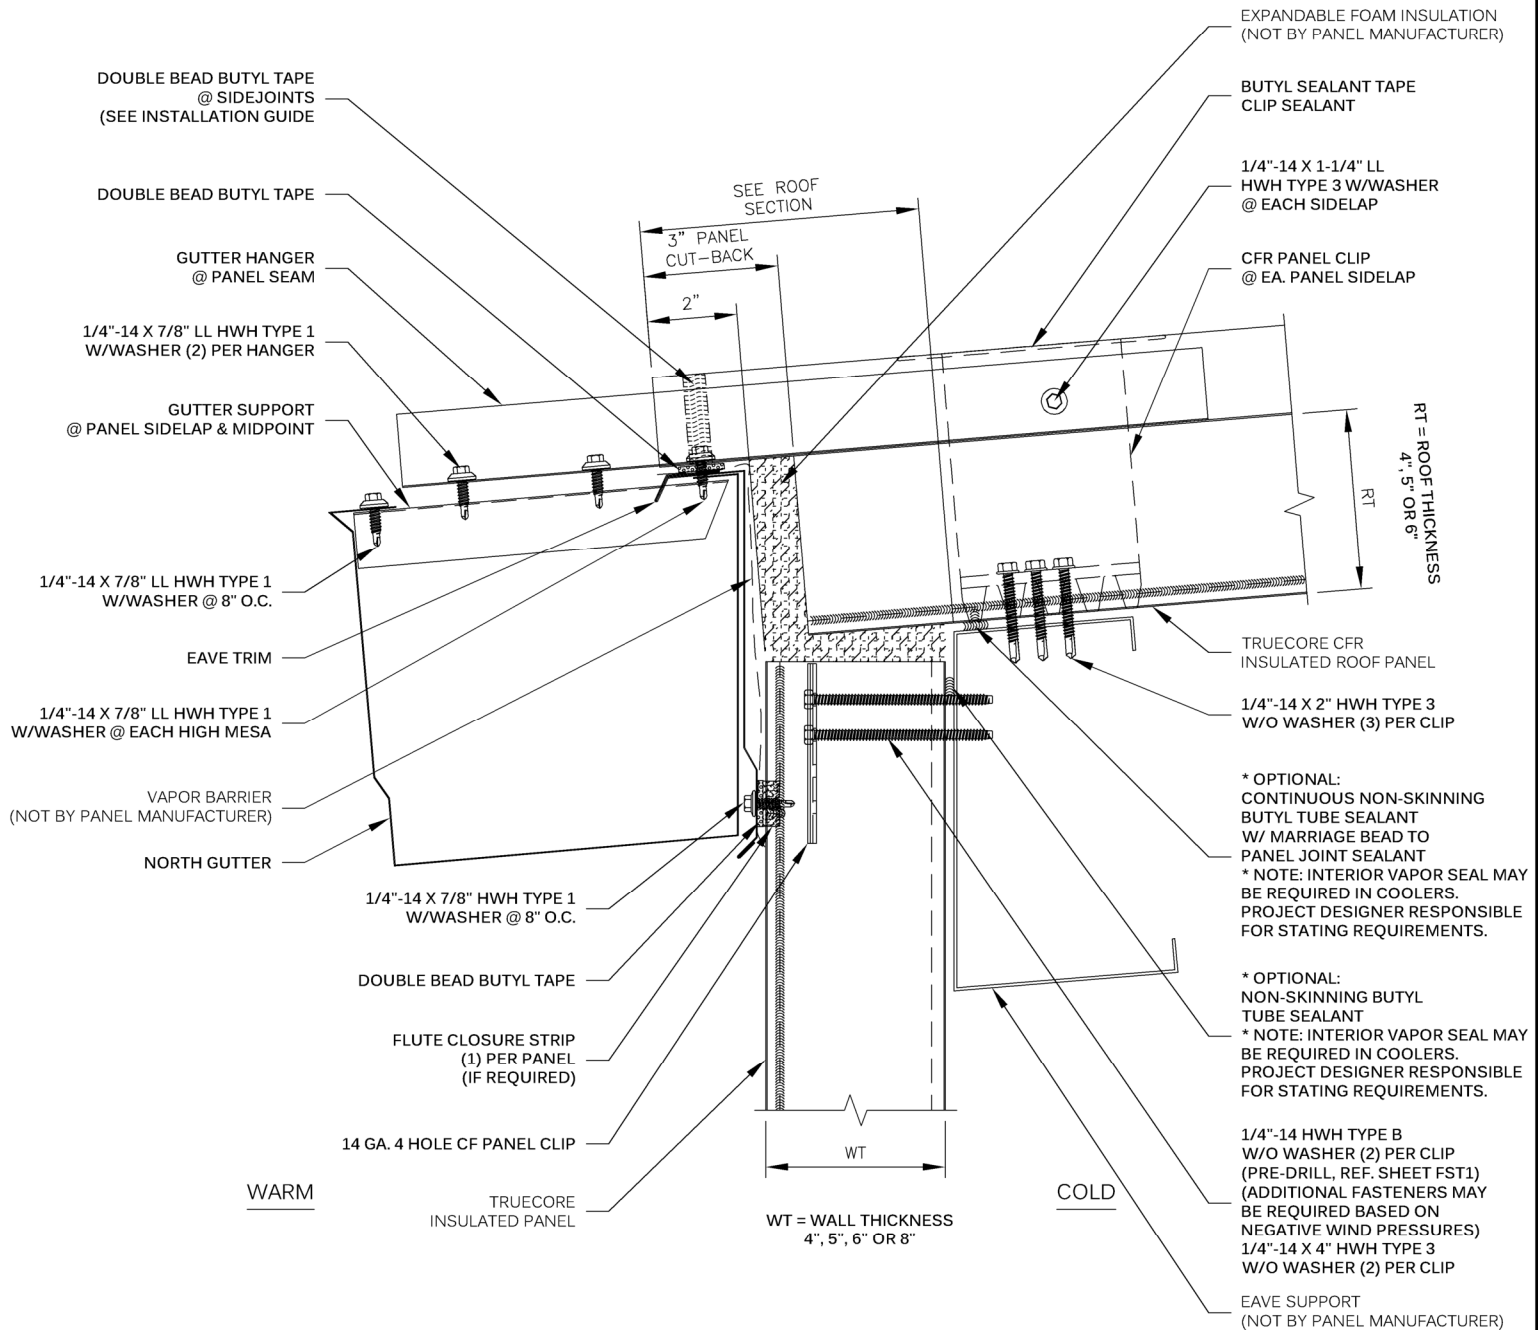 DOUBLE BEAD BUTYL TAPE
@ SIDEJOINTS
(SEE INSTALLATION GUIDE
DOUBLE BEAD BUTYL TAPE
GUTTER HANGER
@ PANEL SEAM
1/4"-14 X 7/8" LL HWH TYPE 1
W/WASHER (2) PER HANGER
GUTTER SUPPORT
@ PANEL SIDELAP & MIDPOINT
1/4"-14 X 7/8" LL HWH TYPE 1
W/WASHER @ 8" O.C.
EAVE TRIM
1/4"-14 X 7/8" LL HWH TYPE 1
W/WASHER @ EACH HIGH MESA
VAPOR BARRIER
(NOT BY PANEL MANUFACTURER)
NORTH GUTTER
1/4"-14 X 7/8" HWH TYPE 1
W/WASHER @ 8" O.C.
DOUBLE BEAD BUTYL TAPE
FLUTE CLOSURE STRIP
(1) PER PANEL
(IF REQUIRED)
14 GA. 4 HOLE CF PANEL CLIP
WARM
TRUECORE
INSULATED PANEL
SEE ROOF
SECTION
3" PANEL
CUT-BACK
2"
WT
WT = WALL THICKNESS
4", 5", 6" OR 8"
COLD
EXPANDABLE FOAM INSULATION
(NOT BY PANEL MANUFACTURER)
BUTYL SEALANT TAPE
CLIP SEALANT
1/4"-14 X 1-1/4" LL
HWH TYPE 3 W/WASHER
@ EACH SIDELAP
CFR PANEL CLIP
@ EA. PANEL SIDELAP
RT
RT = ROOF THICKNESS
4", 5" OR 6"
TRUECORE CFR
INSULATED ROOF PANEL
1/4"-14 X 2" HWH TYPE 3
W/O WASHER (3) PER CLIP
* OPTIONAL:
CONTINUOUS NON-SKINNING
BUTYL TUBE SEALANT
W/ MARRIAGE BEAD TO
PANEL JOINT SEALANT
* NOTE: INTERIOR VAPOR SEAL MAY
BE REQUIRED IN COOLERS.
PROJECT DESIGNER RESPONSIBLE
FOR STATING REQUIREMENTS.
* OPTIONAL:
NON-SKINNING BUTYL
TUBE SEALANT
* NOTE: INTERIOR VAPOR SEAL MAY
BE REQUIRED IN COOLERS.
PROJECT DESIGNER RESPONSIBLE
FOR STATING REQUIREMENTS.
1/4"-14 HWH TYPE B
W/O WASHER (2) PER CLIP
(PRE-DRILL, REF. SHEET FST1)
(ADDITIONAL FASTENERS MAY
BE REQUIRED BASED ON
NEGATIVE WIND PRESSURES)
1/4"-14 X 4" HWH TYPE 3
W/O WASHER (2) PER CLIP
EAVE SUPPORT
(NOT BY PANEL MANUFACTURER)